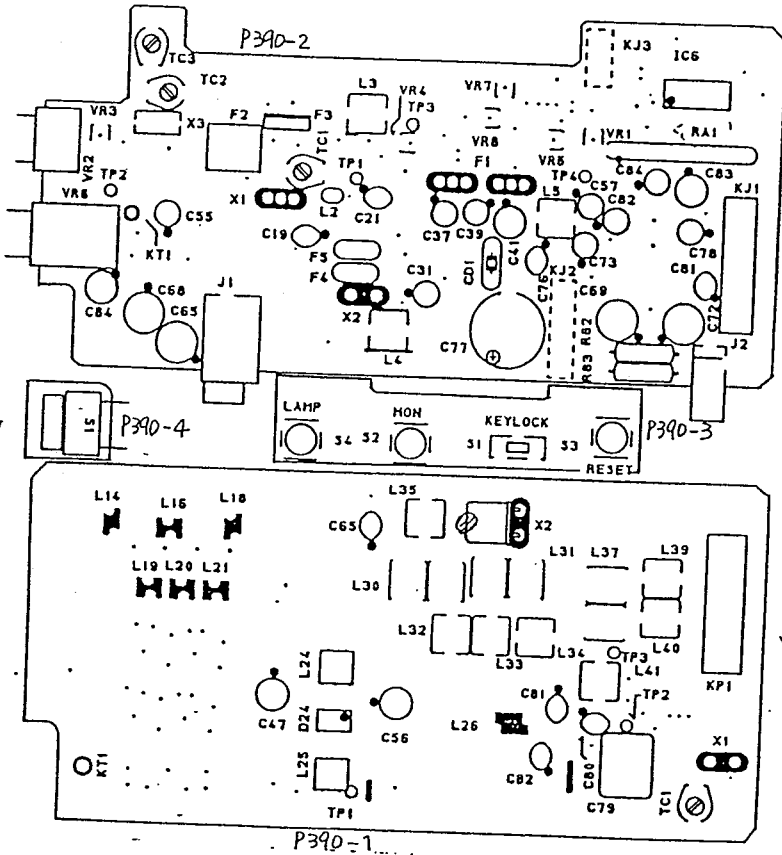 P390-2
KJ3
TC3
IC6
TC2
L3
VR4
VR7
TP3
VR3
X3
F2
F3
VR8
VR1
RA1
TC1
VR5
VR2
TP2
TP1
F1
TP4
C84
C83
VR6
X1
L2
C21
L5
C57
C82
KJ1
C55
C19
C37
C39
C41
KT1
F5
C78
F4
C31
CD1
C76
KJ2
C73
C81
C84
C68
C65
J1
X2
C69
C72
L4
C77
R82
R83
J2
IS
P390-4
LAMP
MON
KEYLOCK
P390-3
S4
S2
S1
S3
RESET
L14
L16
L18
L35
C65
X2
L19
L20
L21
L30
L31
L37
L39
L32
L33
L34
L40
TP3
L24
L41
C81
TP2
KP1
C47
D24
C56
L26
X1
KT1
L25
C82
C80
C79
TC1
TP1
P390-1